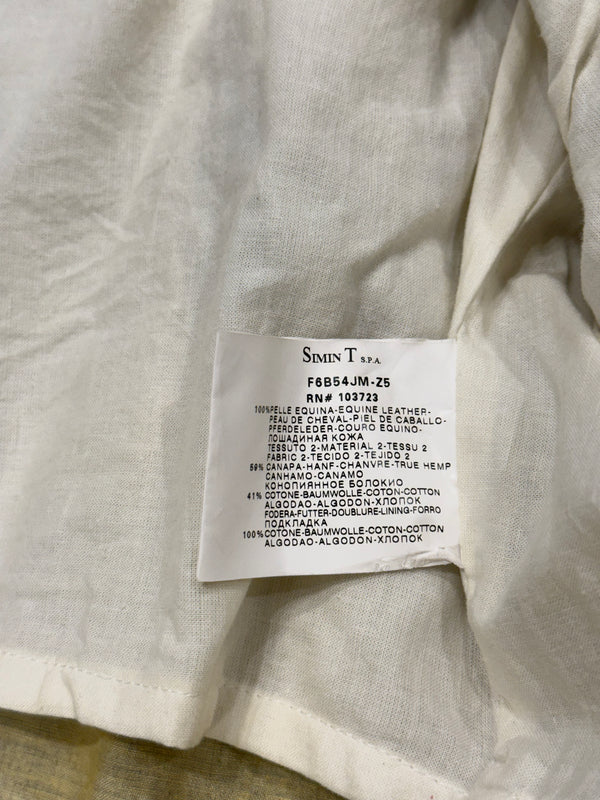 SIMIN T S.P.A.
F6B54JM-Z5
RN# 103723
100%PELLE EQUINA-EQUINE LEATHER-
PEAU DE CHEVAL-PIEL DE CABALLO-
PFERDELEDER-COURO EQUINO-
ЛОШАДИНАЯ КОЖА
TESSUTO 2-MATERIAL 2-TESSU 2
FABRIC 2-TECIDO 2-TEJIDO 2
59% CANAPA-HANF-CHANVRE-TRUE HEMP
CANHAMO-CANAMO
КОНОПИЯННОЕ БОЛОКИО
41% COTONE-BAUMWOLLE-COTON-COTTON
ALGODAO-ALGODON-ХЛОПОК
FODERA-FUTTER-DOUBLURE-LINING-FORRO
ПОДКЛАДКА
100%COTONE-BAUMWOLLE-COTON-COTTON
ALGODAO-ALGODON-ХЛОПОК